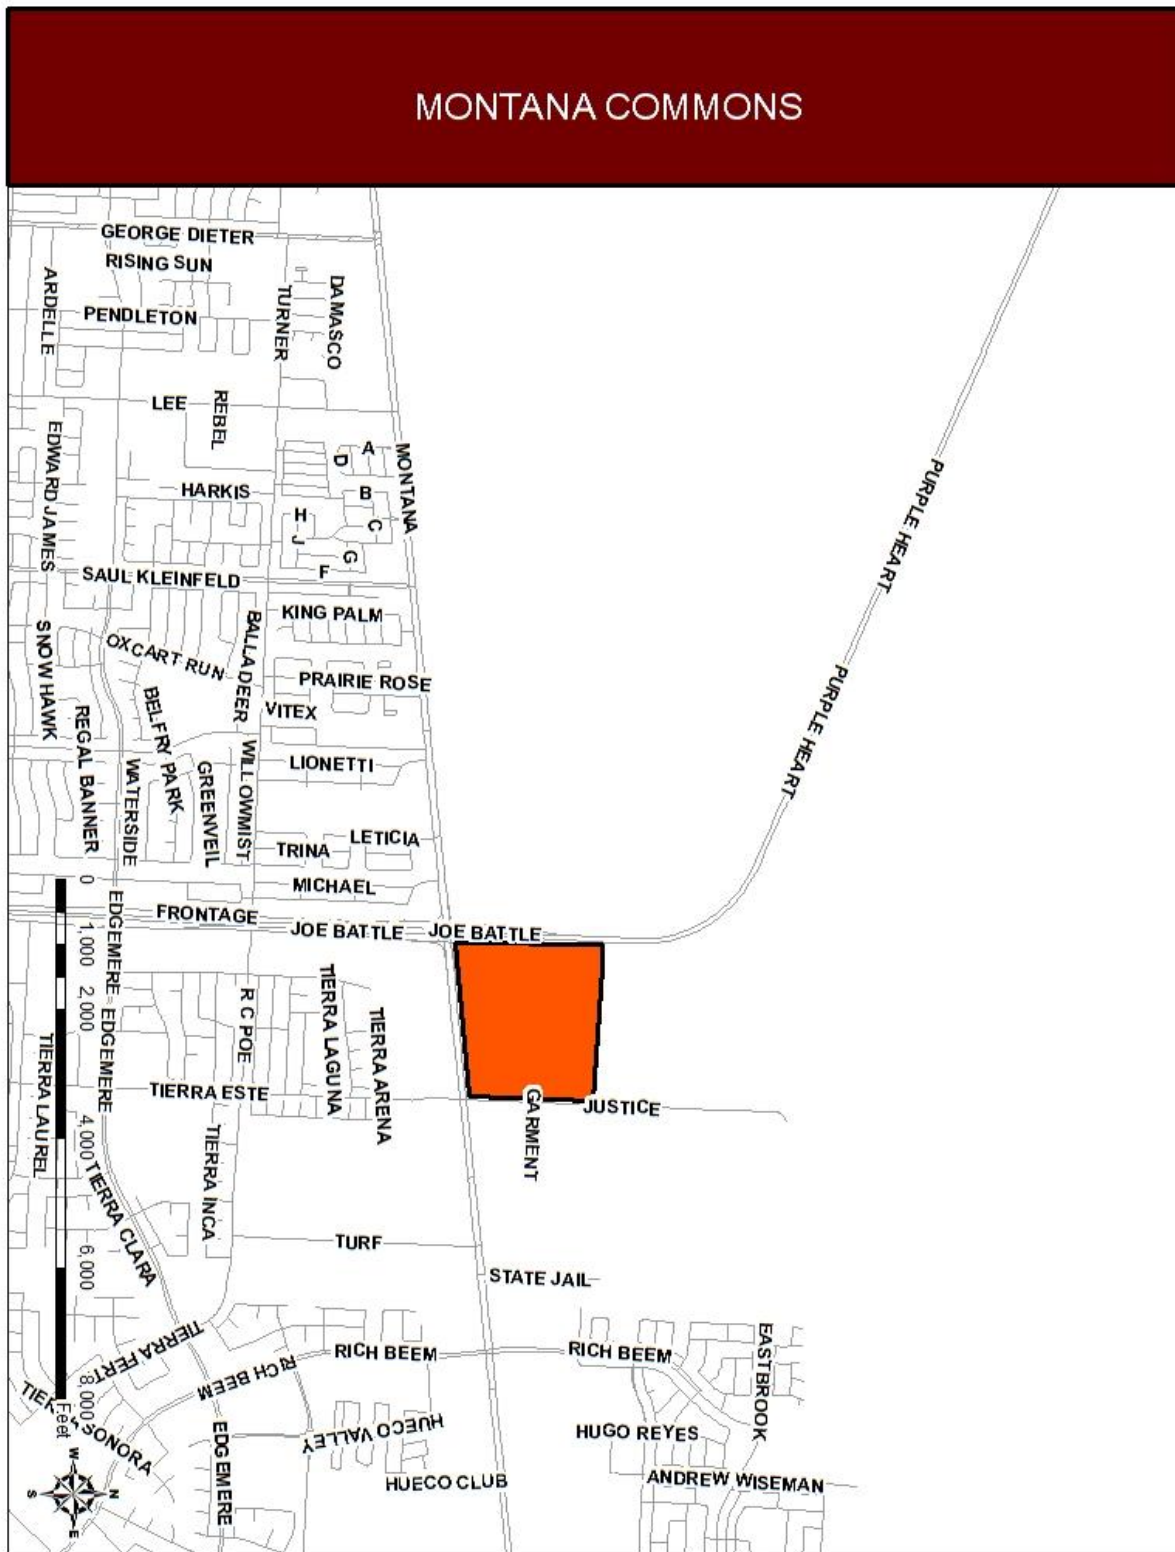 MONTANA COMMONS
GEORGE DIETER
RISING SUN
ARDELLE
PENDLETON
TURNER
DAMASCO
LEE
REBEL
EDWARD JAMES
A
D
MONTANA
HARKIS
B
H
C
J
G
F
PURPLE HEART
SAUL KLEINFELD
KING PALM
SNOW HAWK
OXCART RUN
BALLADEER
PRAIRIE ROSE
BELFRY PARK
VITEX
PURPLE HEART
REGAL BANNER
WATERSIDE
GREENVEIL
WILLOWMIST
LIONETTI
LETICIA
TRINA
MICHAEL
0
EDGEMERE
FRONTAGE
JOE BATTLE
JOE BATTLE
1,000
2,000
EDGEMERE
R C POE
TIERRA LAGUNA
TIERRA ARENA
TIERRA LAUREL
TIERRA ESTE
GARMENT
JUSTICE
4,000
TIERRA CLARA
TIERRA INCA
TURF
6,000
STATE JAIL
TIERRA FERT
RICH BEEM
RICH BEEM
RICH BEEM
EASTBROOK
8,000
Feet
SONORA
EDGEMERE
HUECO VALLEY
HUGO REYES
HUECO CLUB
ANDREW WISEMAN
W
S
N
E